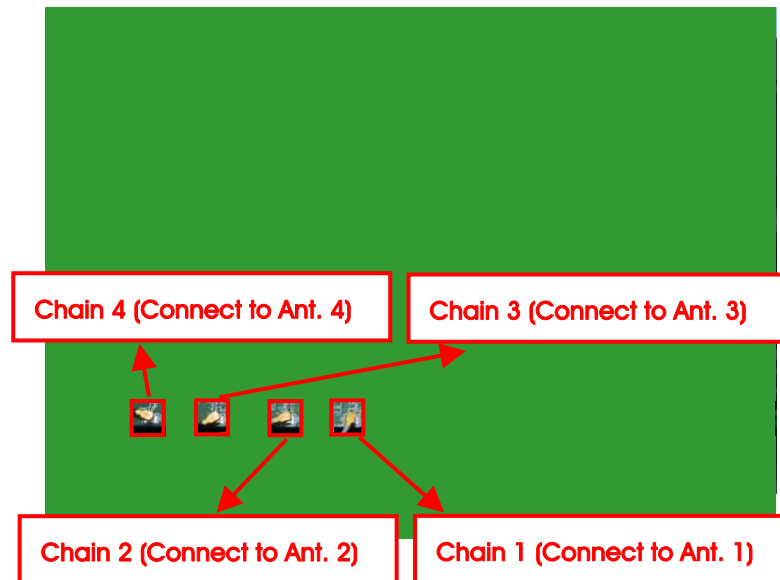 Chain 4 (Connect to Ant. 4)
Chain 3 (Connect to Ant. 3)
Chain 2 (Connect to Ant. 2)
Chain 1 (Connect to Ant. 1)